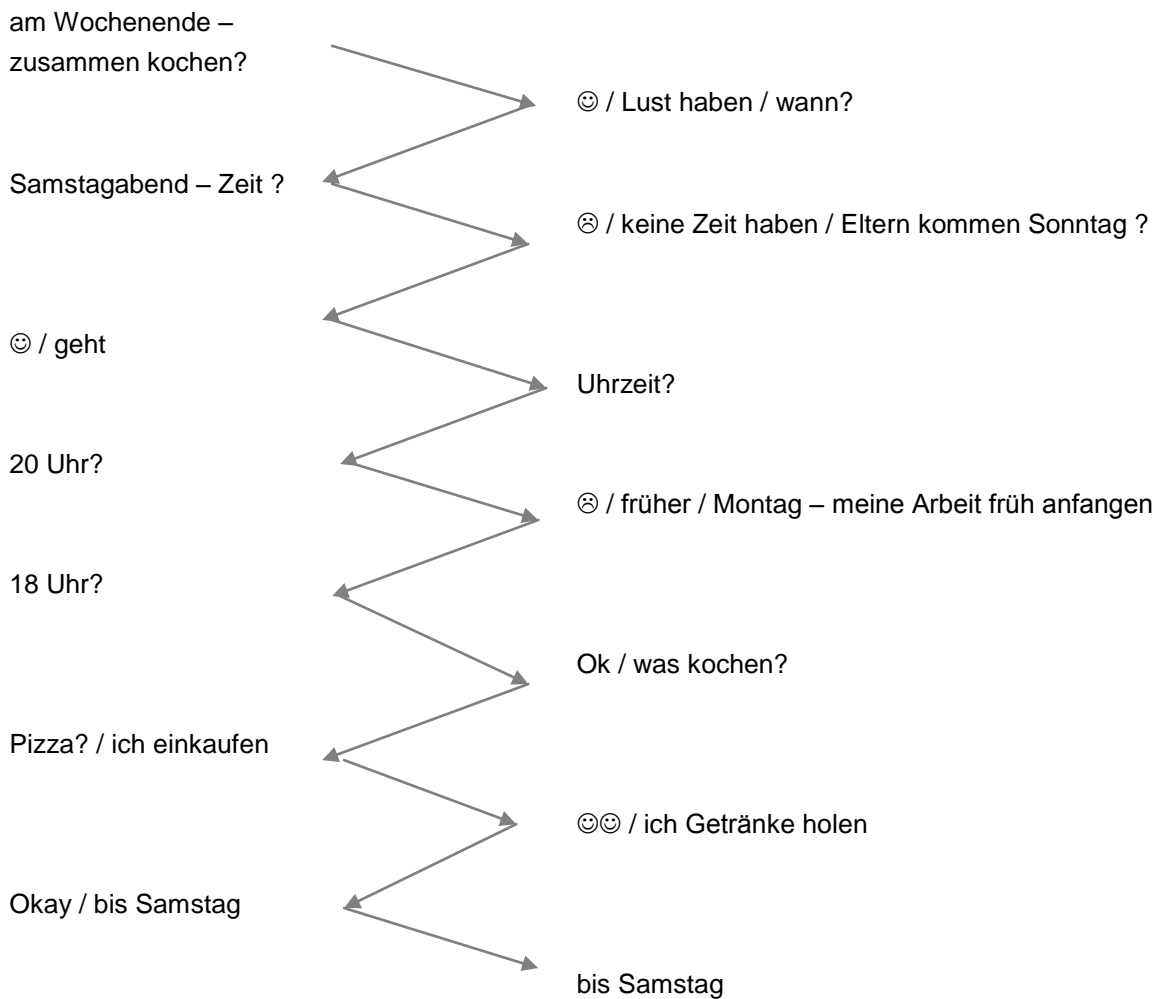 am Wochenende –
zusammen kochen?
☺ / Lust haben / wann?
Samstagabend – Zeit ?
☹ / keine Zeit haben / Eltern kommen Sonntag ?
☺ / geht
Uhrzeit?
20 Uhr?
☹ / früher / Montag – meine Arbeit früh anfangen
18 Uhr?
Ok / was kochen?
Pizza? / ich einkaufen
☺☺ / ich Getränke holen
Okay / bis Samstag
bis Samstag